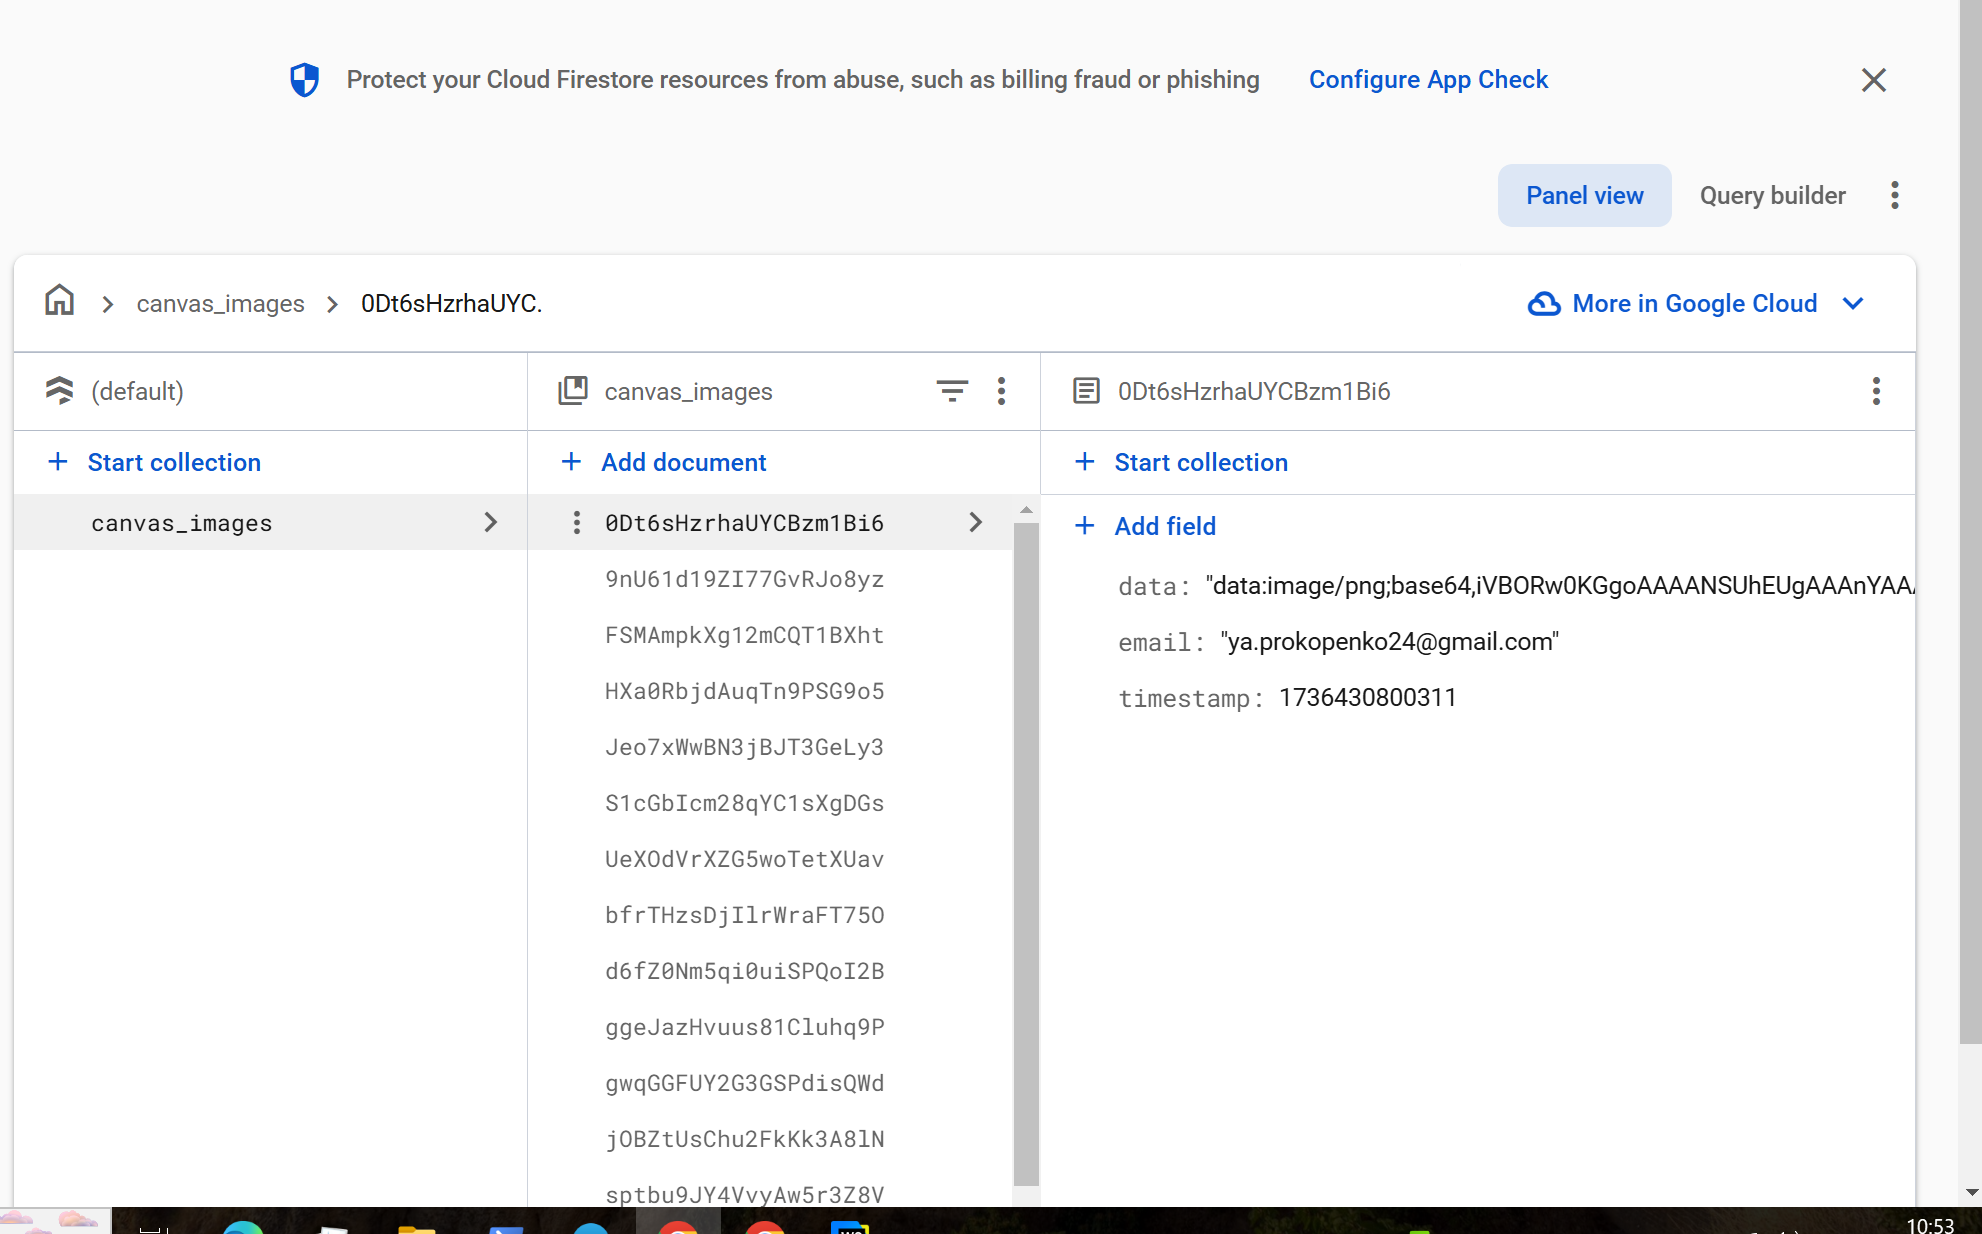 Protect your Cloud Firestore resources from abuse, such as billing fraud or phishing Configure App Check
Panel view Query builder
canvas_images 0Dt6sHzrhaUYC.
More in Google Cloud
(default)
canvas_images
0Dt6sHzrhaUYCBzm1Bi6
+ Start collection
+ Add document
+ Start collection
canvas_images
0Dt6sHzrhaUYCBzm1Bi6
9nU61d19ZI77GvRJo8yz
FSMAmpkXg12mCQT1BXht
HXa0RbjdAuqTn9PSG9o5
Jeo7xWwBN3jBJT3GeLy3
S1cGbIcm28qYC1sXgDGs
UeXOdVrXZG5woTetXUav
bfrTHzsDjIlrWraFT75O
d6fZ0Nm5qi0uiSPQoI2B
ggeJazHvuus81Cluhq9P
gwqGGFUY2G3GSPdisQWd
jOBZtUsChu2FkKk3A8lN
sptbu9JY4VvyAw5r3Z8V
+ Add field
data: "data:image/png;base64,iVBORw0KGgoAAAANSUhEUgAAAnYAA
email: "ya.prokopenko24@gmail.com"
timestamp: 1736430800311
10:53